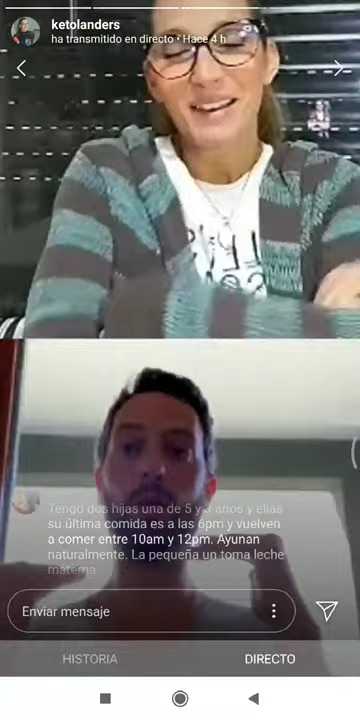 ketolanders
ha transmitido en directo • Hace 4 h
Tengo dos hijas una de 5 y 3 años y ellas
su última comida es a las 6pm y vuelven
a comer entre 10am y 12pm. Ayunan
naturalmente. La pequeña un toma leche
materna
Enviar mensaje
HISTORIA
DIRECTO